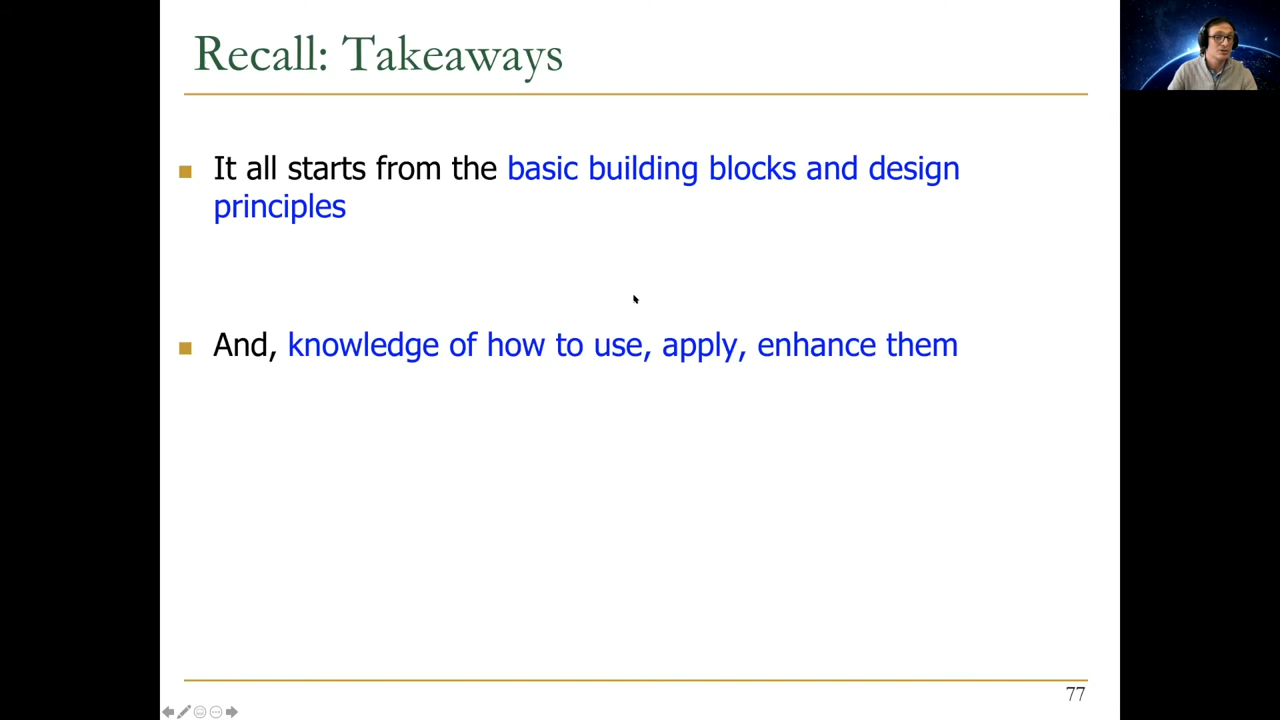 Recall: Takeaways
It all starts from the basic building blocks and design
principles
And, knowledge of how to use, apply, enhance them
77